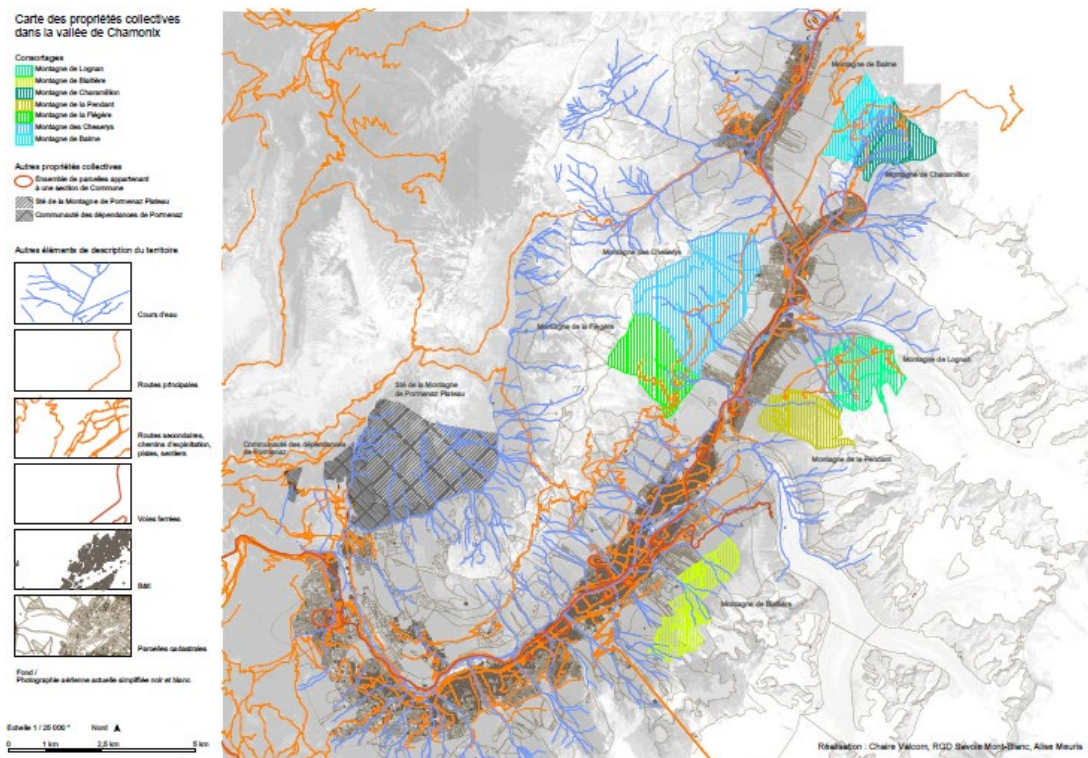 Carte des propriétés collectives
dans la vallée de Chamonix
Consortages
Montagne de Lognan
Montagne de Blaitière
Montagne de Charamillion
Montagne de la Pendant
Montagne de la Flégère
Montagne des Cheserys
Montagne de Balme
Autres propriétés collectives
Ensemble de parcelles appartenant
à une section de Commune
Sté de la Montagne de Pormenaz Plateau
Communauté des dépendances de Pormenaz
Autres éléments de description du territoire
Cours d'eau
Routes principales
Routes secondaires,
chemins d'exploitation,
pistes, sentiers
Voies ferrées
Bâti
Parcelles cadastrales
Fond /
Photographie aérienne actuelle simplifiée noir et blanc
Echelle 1 / 25 000 e
Nord
0 1 km 2,5 km 5 km
Montagne de Balme
Montagne de Charamillion
Montagne des Cheserys
Montagne de la Flégère
Montagne de Lognan
Sté de la Montagne
de Pormenaz Plateau
Communauté des dépendances
de Pormenaz
Montagne de la Pendant
Montagne de Blaitière
Réalisation : Chaire Valcom, RGD Savoie Mont-Blanc, Alise Meuris